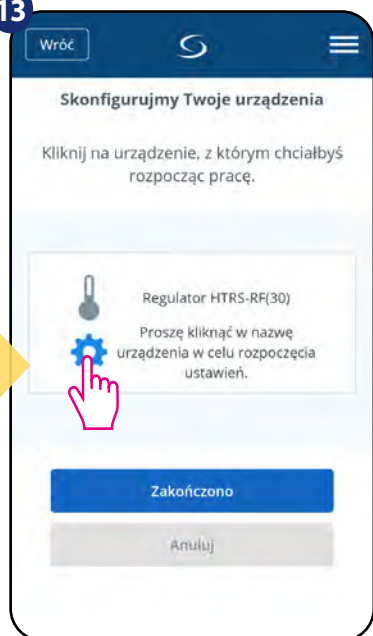 13
Wróć
Skonfigurujmy Twoje urządzenia
Kliknij na urządzenie, z którym chciałbyś
rozpocząc pracę.
Regulator HTRS-RF(30)
Proszę kliknąć w nazwę
urządzenia w celu rozpoczęcia
ustawień.
Zakończono
Anuluj